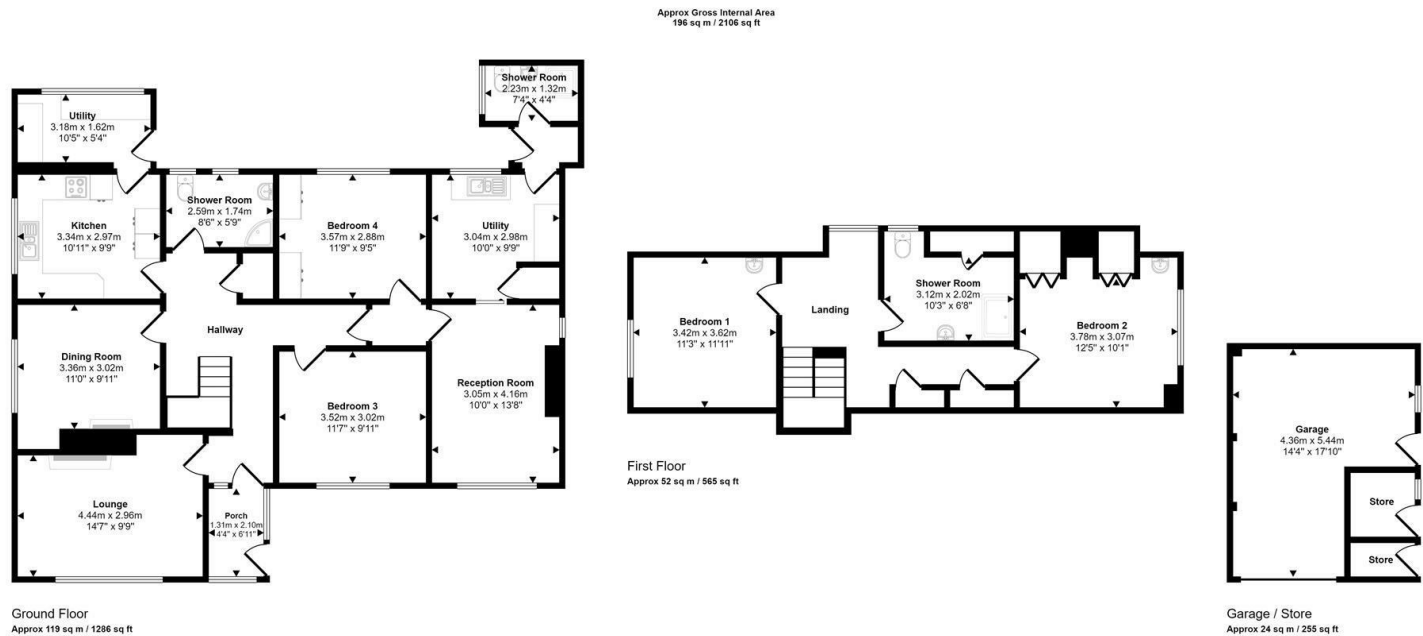 Approx Gross Internal Area
196 sq m / 2106 sq ft
Shower Room
2.23m x 1.32m
7'4" x 4'4"
Utility
3.18m x 1.62m
10'5" x 5'4"
Kitchen
3.34m x 2.97m
10'11" x 9'9"
Shower Room
2.59m x 1.74m
8'6" x 5'9"
Bedroom 4
3.57m x 2.88m
11'9" x 9'5"
Utility
3.04m x 2.98m
10'0" x 9'9"
Hallway
Dining Room
3.36m x 3.02m
11'0" x 9'11"
Bedroom 3
3.52m x 3.02m
11'7" x 9'11"
Reception Room
3.05m x 4.16m
10'0" x 13'8"
Lounge
4.44m x 2.96m
14'7" x 9'9"
Porch
1.31m x 2.10m
4'4" x 6'11"
Ground Floor
Approx 119 sq m / 1286 sq ft
Bedroom 1
3.42m x 3.62m
11'3" x 11'11"
Landing
Shower Room
3.12m x 2.02m
10'3" x 6'8"
Bedroom 2
3.78m x 3.07m
12'5" x 10'1"
First Floor
Approx 52 sq m / 565 sq ft
Garage
4.36m x 5.44m
14'4" x 17'10"
Store
Store
Garage / Store
Approx 24 sq m / 255 sq ft